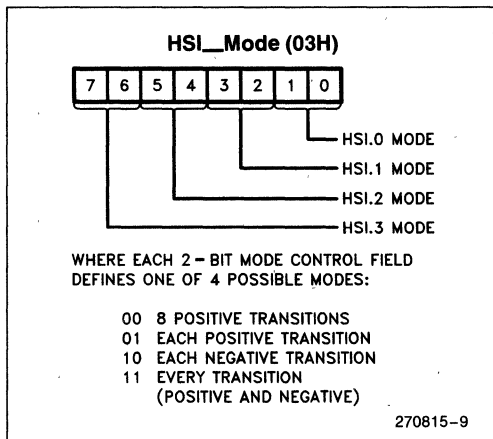 HSI__Mode (03H)
7 6 5 4 3 2 1 0
HSI.0 MODE
HSI.1 MODE
HSI.2 MODE
HSI.3 MODE
WHERE EACH 2-BIT MODE CONTROL FIELD
DEFINES ONE OF 4 POSSIBLE MODES:
00 8 POSITIVE TRANSITIONS
01 EACH POSITIVE TRANSITION
10 EACH NEGATIVE TRANSITION
11 EVERY TRANSITION
(POSITIVE AND NEGATIVE)
270815-9